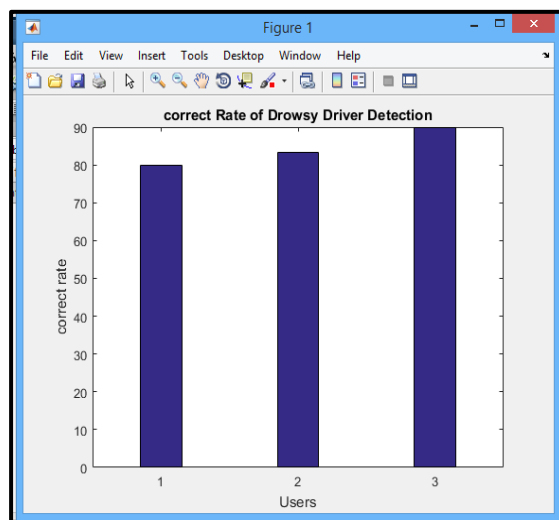 Figure 1
File Edit View Insert Tools Desktop Window Help
correct Rate of Drowsy Driver Detection
90
80
70
60
50
40
30
20
10
0
correct rate
1 2 3
Users